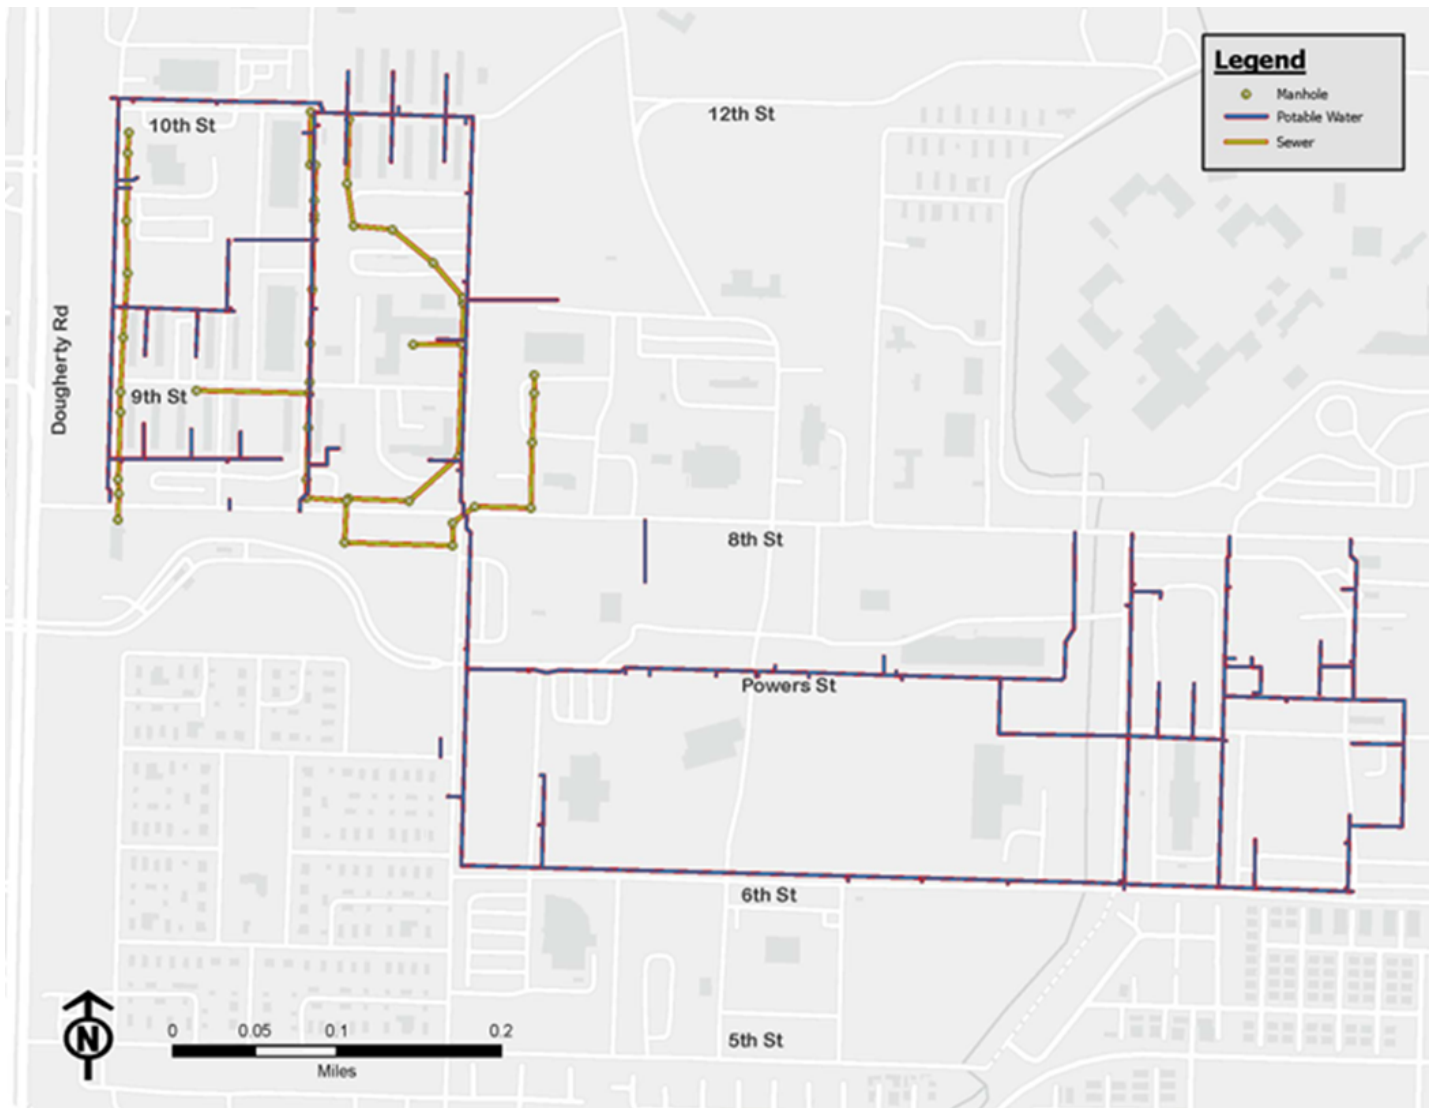 Legend
Manhole
Potable Water
Sewer
10th St
12th St
Dougherty Rd
9th St
8th St
Powers St
6th St
N
0 0.05 0.1 0.2
Miles
5th St